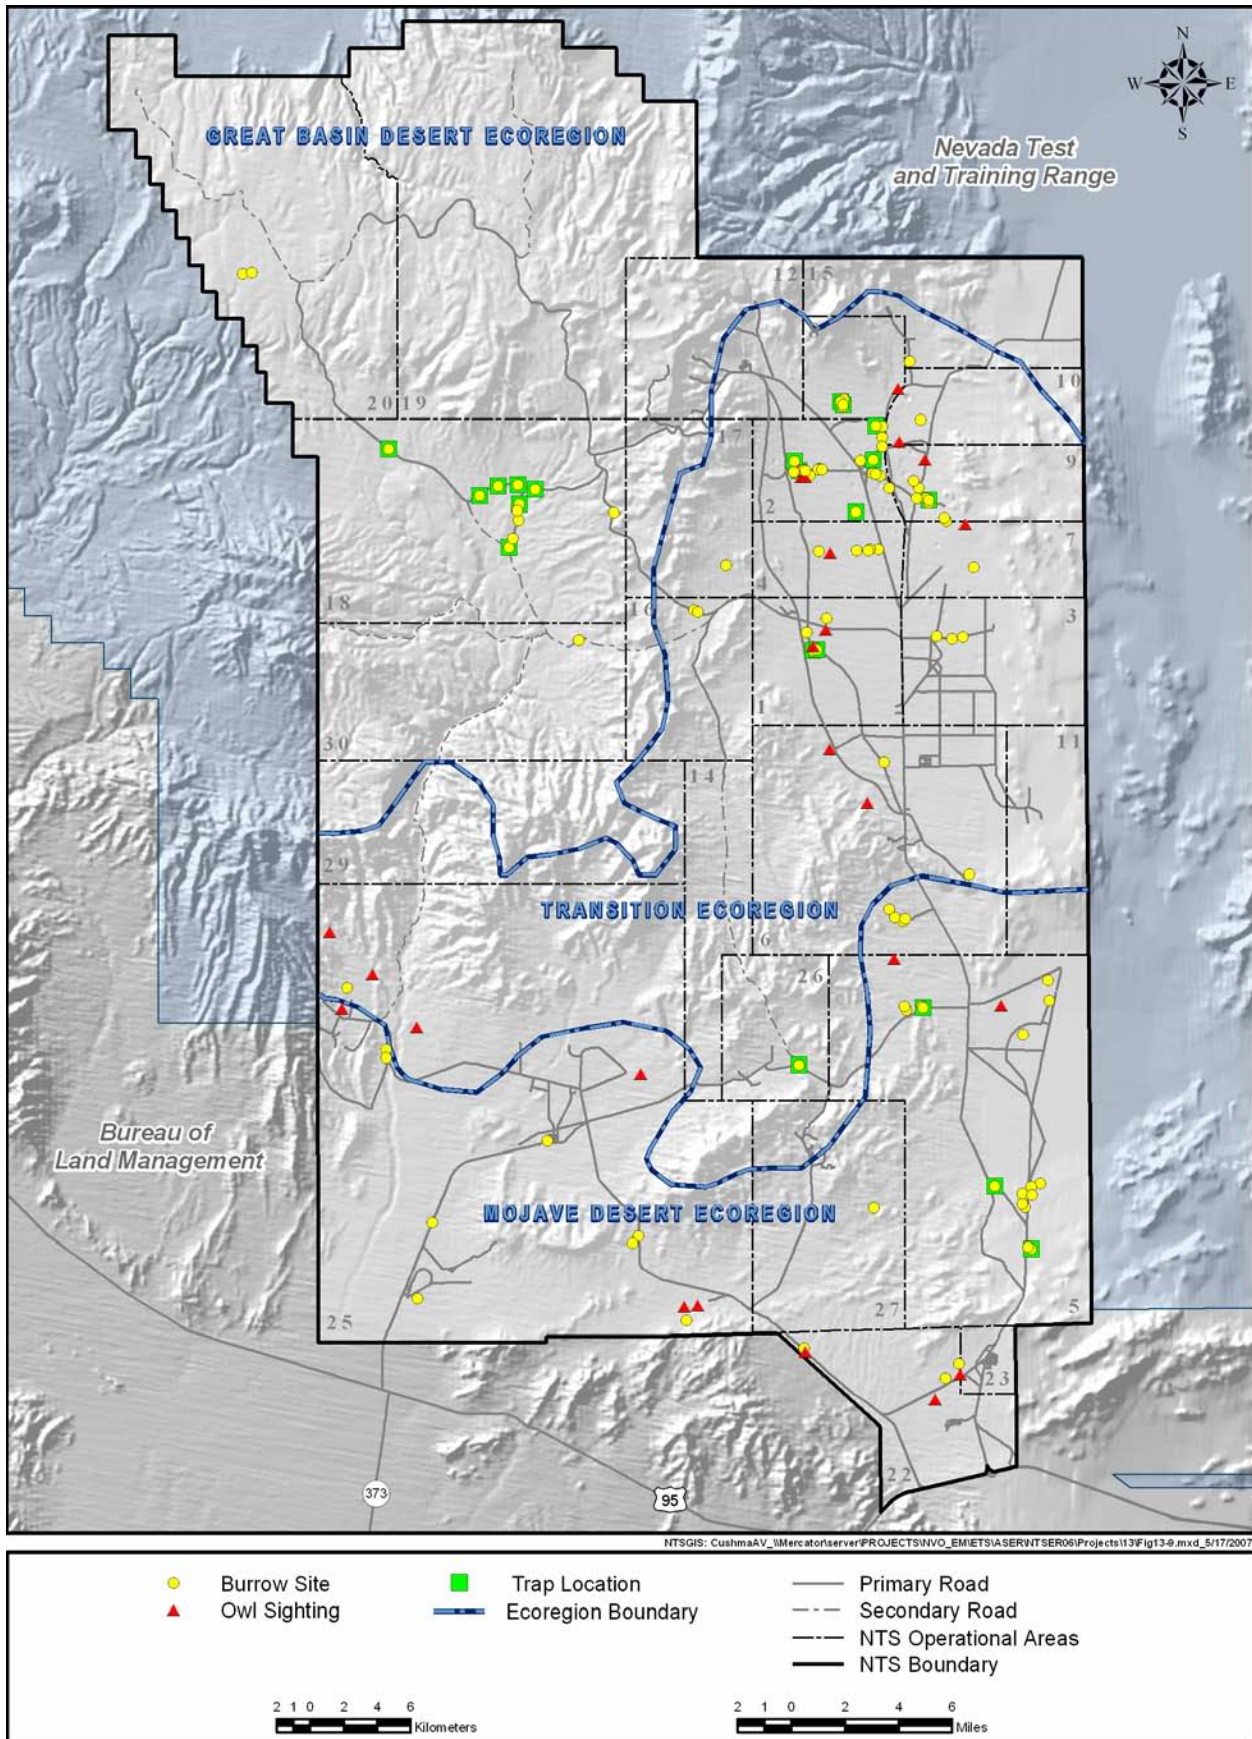 N
W E
S
GREAT BASIN DESERT ECOREGION
Nevada Test
and Training Range
12 15
10
20 19
17
9
2
7
18
16
4
3
1
11
30
14
29
TRANSITION ECOREGION
6
26
Bureau of
Land Management
MOJAVE DESERT ECOREGION
25
27
5
23
22
373
95
NTSGIS: CushmaAV_\\Mercator\server\PROJECTS\NVO_EM\ETS\ASER\NTSER06\Projects\13\Fig13-9.mxd_5/17/2007
Burrow Site
Owl Sighting
Trap Location
Ecoregion Boundary
Primary Road
Secondary Road
NTS Operational Areas
NTS Boundary
2 1 0 2 4 6
Kilometers
2 1 0 2 4 6
Miles